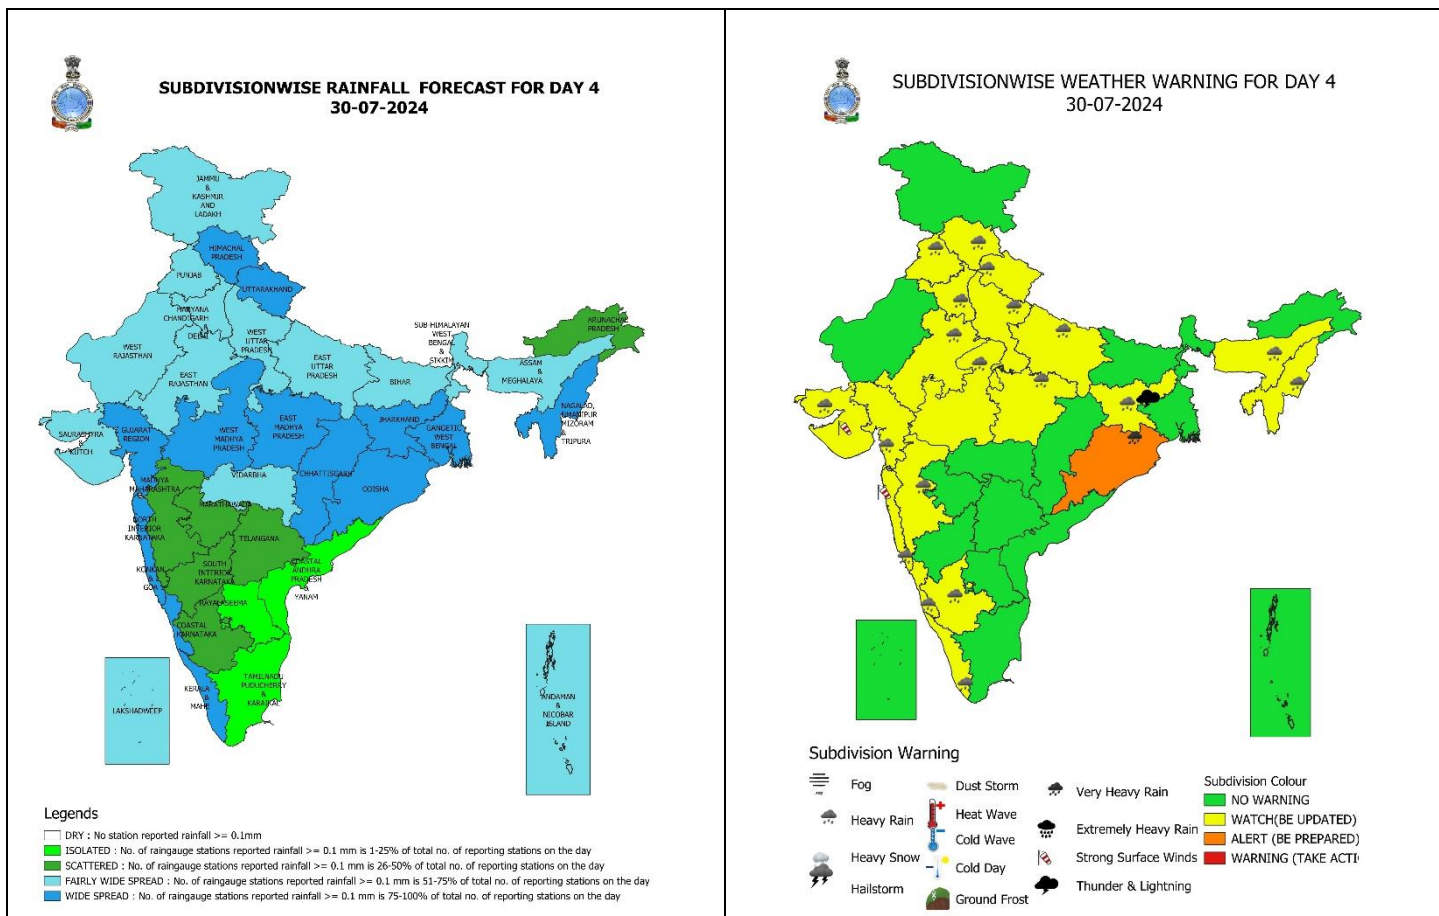 SUBDIVISIONWISE RAINFALL FORECAST FOR DAY 4
30-07-2024
JAMMU
&
KASHMIR
AND
LADAKH
HIMACHAL
PRADESH
PUNJAB
UTTARAKHAND
HARYANA
CHANDIGARH
&
DELHI
WEST
RAJASTHAN
WEST
UTTAR
PRADESH
SUB-HIMALAYAN
WEST
BENGAL
&
SIKKIM
ARUNACHAL
PRADESH
EAST
RAJASTHAN
EAST
UTTAR
PRADESH
BIHAR
ASSAM
&
MEGHALAYA
SAURASHTRA
&
KUTCH
GUJARAT
REGION
WEST
MADHYA
PRADESH
EAST
MADHYA
PRADESH
JHARKHAND
GANGETIC
WEST
BENGAL
NAGALAD,
MANIPUR
MIZORAM
&
TRIPURA
MADHYA
MAHARASHTRA
VIDARBHA
CHHATTISGARH
ODISHA
MARATHAWADA
NORTH
INTERIOR
KARNATAKA
TELANGANA
KONKAN
&
GOA
SOUTH
INTERIOR
KARNATAKA
COASTAL
ANDHRA
PRADESH
&
YANAM
RAYALASEEMA
COASTAL
KARNATAKA
KERALA
&
MAHE
TAMILNADU
PUDUCHERRY
&
KARAIKAL
LAKSHADWEEP
ANDAMAN
&
NICOBAR
ISLAND
Legends
DRY : No station reported rainfall >= 0.1mm
ISOLATED : No. of raingauge stations reported rainfall >= 0.1 mm is 1-25% of total no. of reporting stations on the day
SCATTERED : No. of raingauge stations reported rainfall >= 0.1 mm is 26-50% of total no. of reporting stations on the day
FAIRLY WIDE SPREAD : No. of raingauge stations reported rainfall >= 0.1 mm is 51-75% of total no. of reporting stations on the day
WIDE SPREAD : No. of raingauge stations reported rainfall >= 0.1 mm is 75-100% of total no. of reporting stations on the day
SUBDIVISIONWISE WEATHER WARNING FOR DAY 4
30-07-2024
Subdivision Warning
Fog
Heavy Rain
Heavy Snow
Hailstorm
Dust Storm
Heat Wave
Cold Wave
Cold Day
Ground Frost
Very Heavy Rain
Extremely Heavy Rain
Strong Surface Winds
Thunder & Lightning
Subdivision Colour
NO WARNING
WATCH(BE UPDATED)
ALERT (BE PREPARED)
WARNING (TAKE ACTI